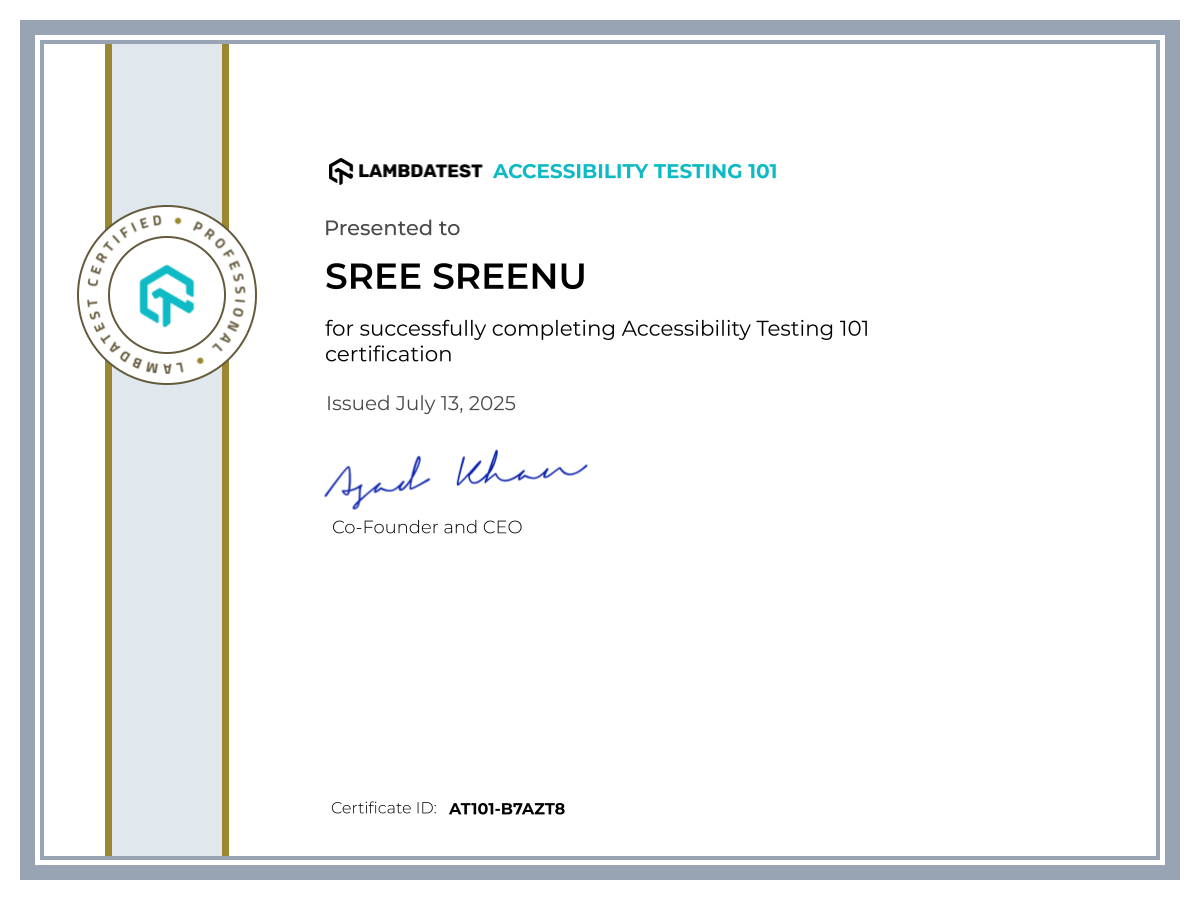 LAMBDATEST ACCESSIBILITY TESTING 101
LAMBDATEST CERTIFIED • PROFESSIONAL •
Presented to
SREE SREENU
for successfully completing Accessibility Testing 101
certification
Issued July 13, 2025
Asad Khan
Co-Founder and CEO
Certificate ID: AT101-B7AZT8